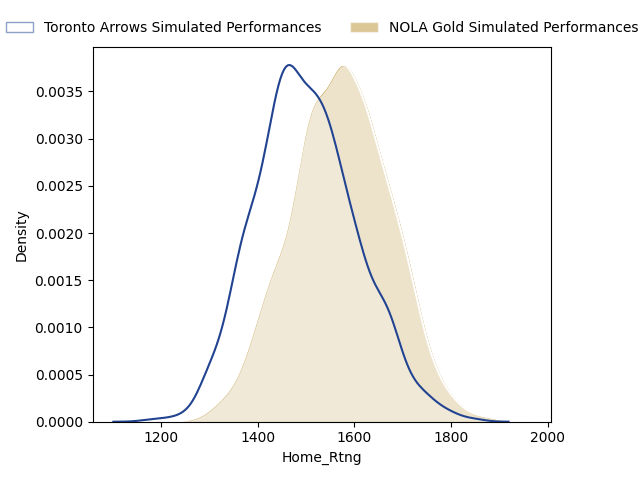 Toronto Arrows Simulated Performances
NOLA Gold Simulated Performances
0.0035
0.0030
0.0025
0.0020
0.0015
0.0010
0.0005
0.0000
Density
1200 1400 1600 1800 2000
Home_Rtng